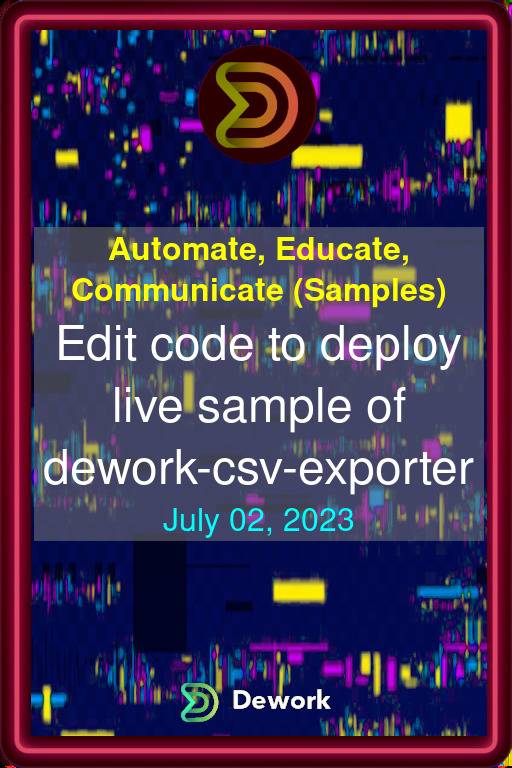 Automate, Educate,
Communicate (Samples)
Edit code to deploy
live sample of
dework-csv-exporter
July 02, 2023
Dework